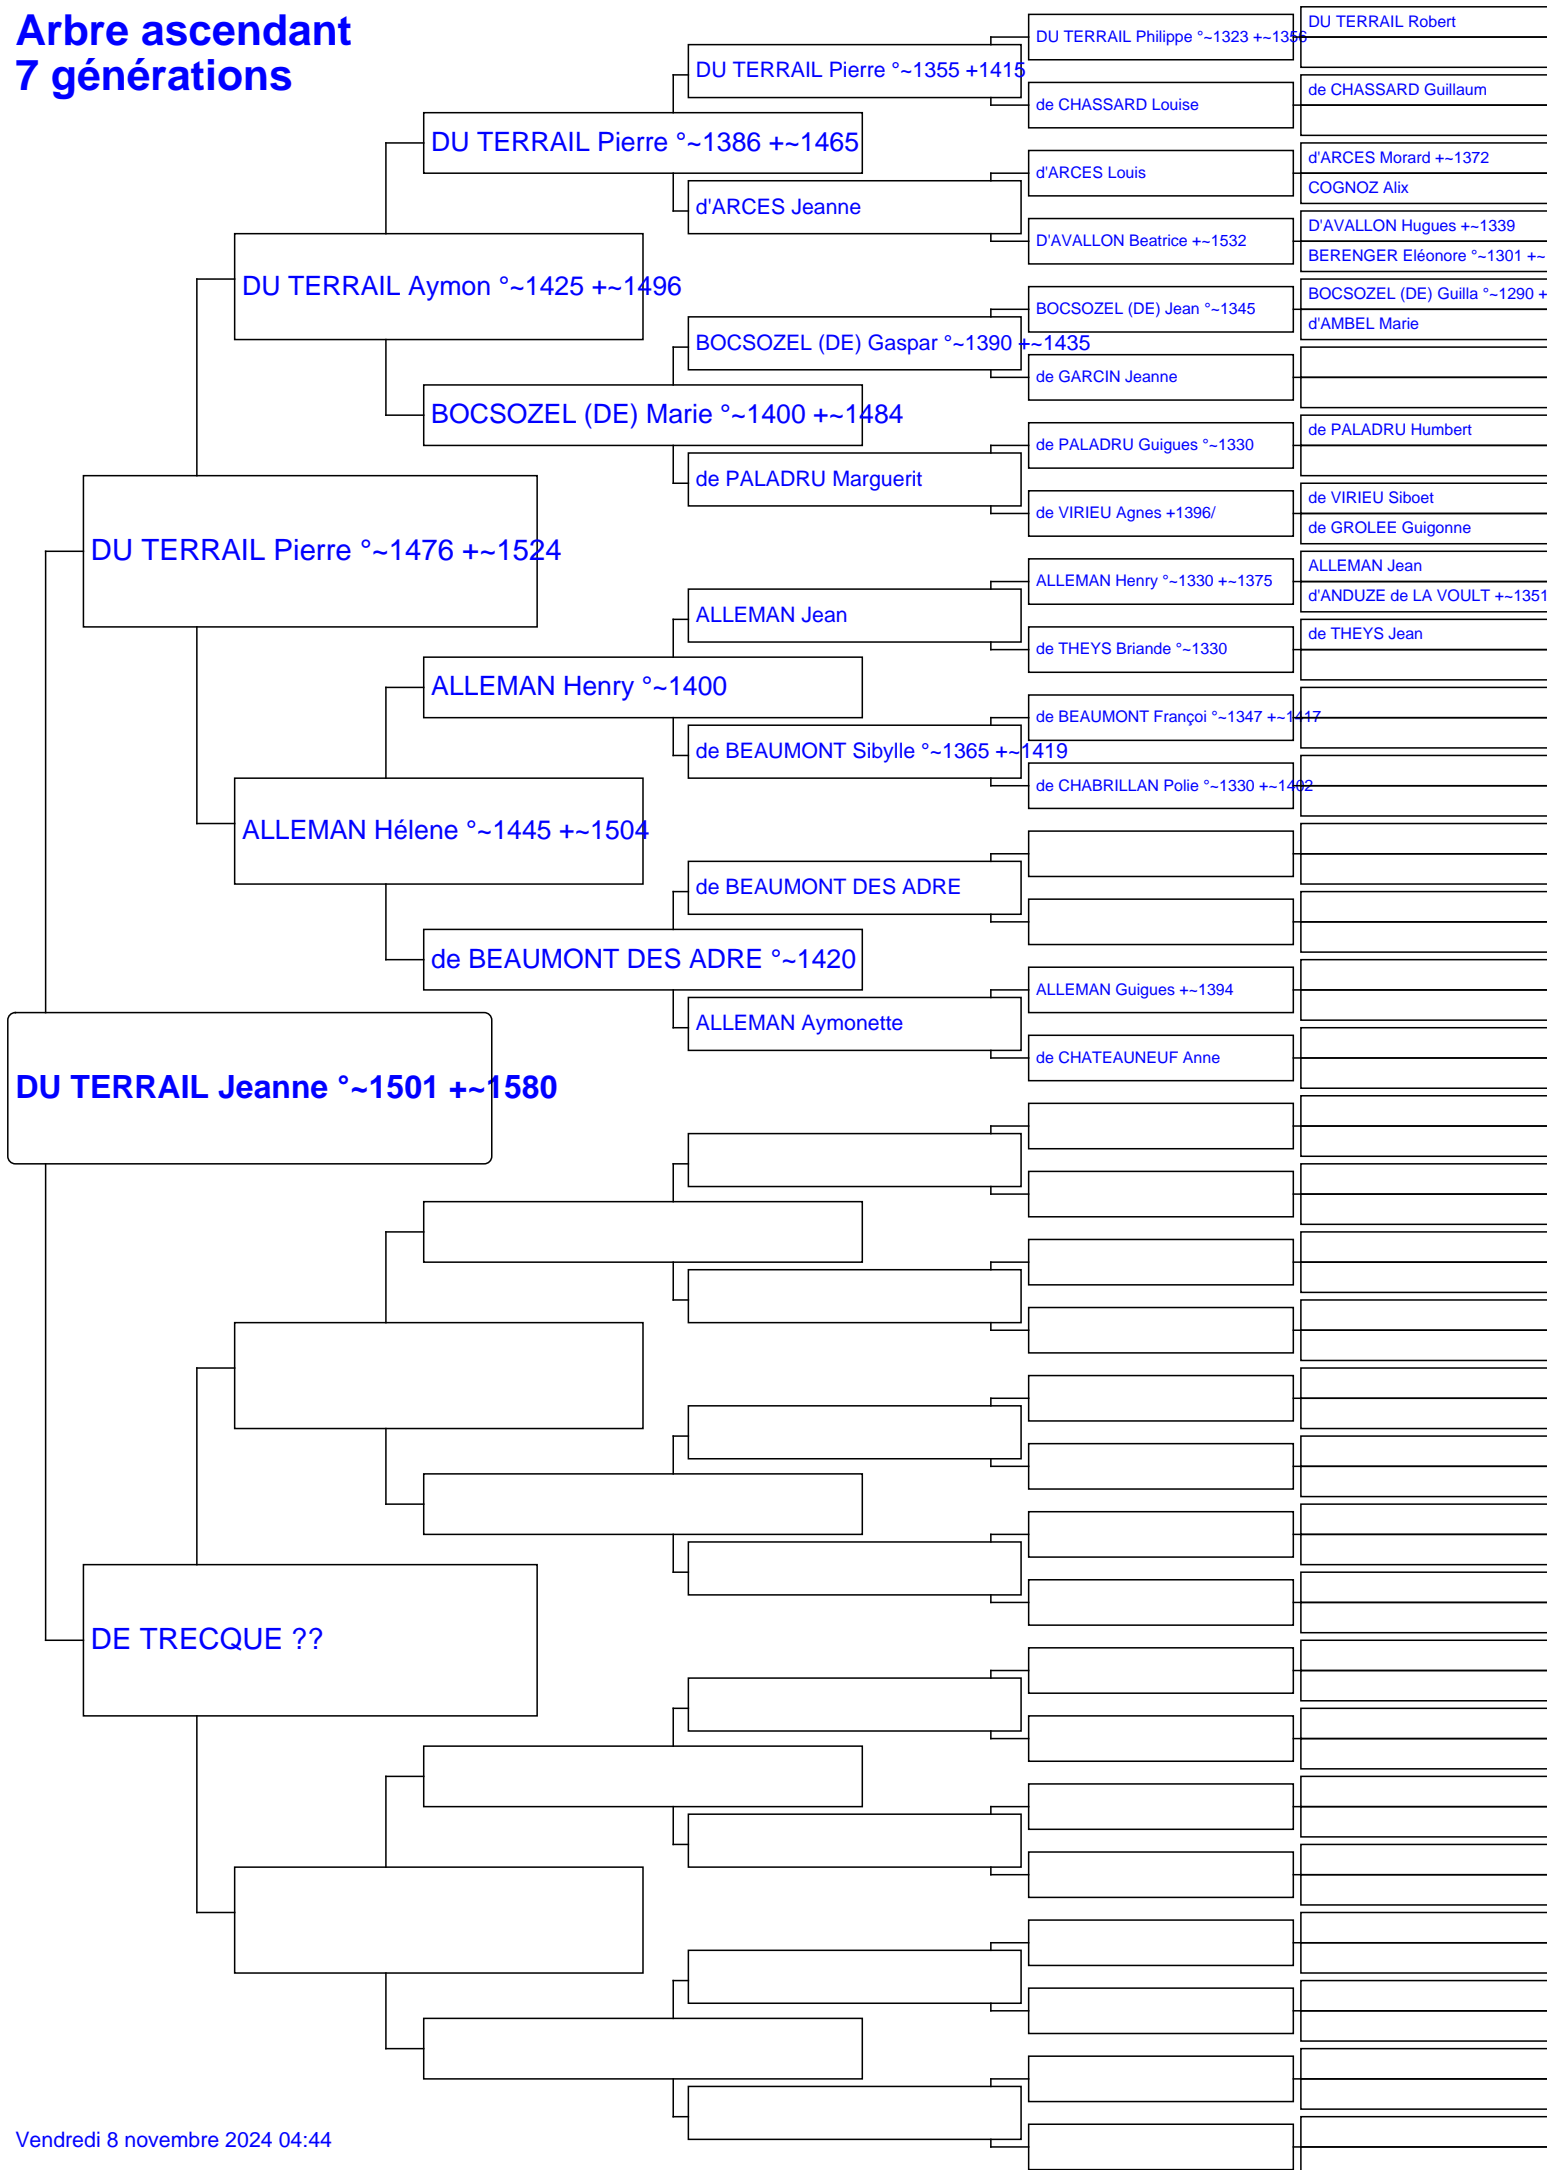 Arbre ascendant
7 générations
DU TERRAIL Jeanne °~1501 +~1580
DU TERRAIL Pierre °~1476 +~1524
DE TRECQUE ??
DU TERRAIL Aymon °~1425 +~1496
ALLEMAN Hélene °~1445 +~1504
DU TERRAIL Pierre °~1386 +~1465
BOCSOZEL (DE) Marie °~1400 +~1484
ALLEMAN Henry °~1400
de BEAUMONT DES ADRE °~1420
DU TERRAIL Pierre °~1355 +1415
d'ARCES Jeanne
BOCSOZEL (DE) Gaspar °~1390 +~1435
de PALADRU Marguerit
ALLEMAN Jean
de BEAUMONT Sibylle °~1365 +~1419
de BEAUMONT DES ADRE
ALLEMAN Aymonette
DU TERRAIL Philippe °~1323 +~1356
de CHASSARD Louise
d'ARCES Louis
D'AVALLON Beatrice +~1532
BOCSOZEL (DE) Jean °~1345
de GARCIN Jeanne
de PALADRU Guigues °~1330
de VIRIEU Agnes +1396/
ALLEMAN Henry °~1330 +~1375
de THEYS Briande °~1330
de BEAUMONT Françoi °~1347 +~1417
de CHABRILLAN Polie °~1330 +~1402
ALLEMAN Guigues +~1394
de CHATEAUNEUF Anne
DU TERRAIL Robert
de CHASSARD Guillaum
d'ARCES Morard +~1372
COGNOZ Alix
D'AVALLON Hugues +~1339
BERENGER Eléonore °~1301 +~
BOCSOZEL (DE) Guilla °~1290 +
d'AMBEL Marie
de PALADRU Humbert
de VIRIEU Siboet
de GROLEE Guigonne
ALLEMAN Jean
d'ANDUZE de LA VOULT +~1351
de THEYS Jean
Vendredi 8 novembre 2024 04:44